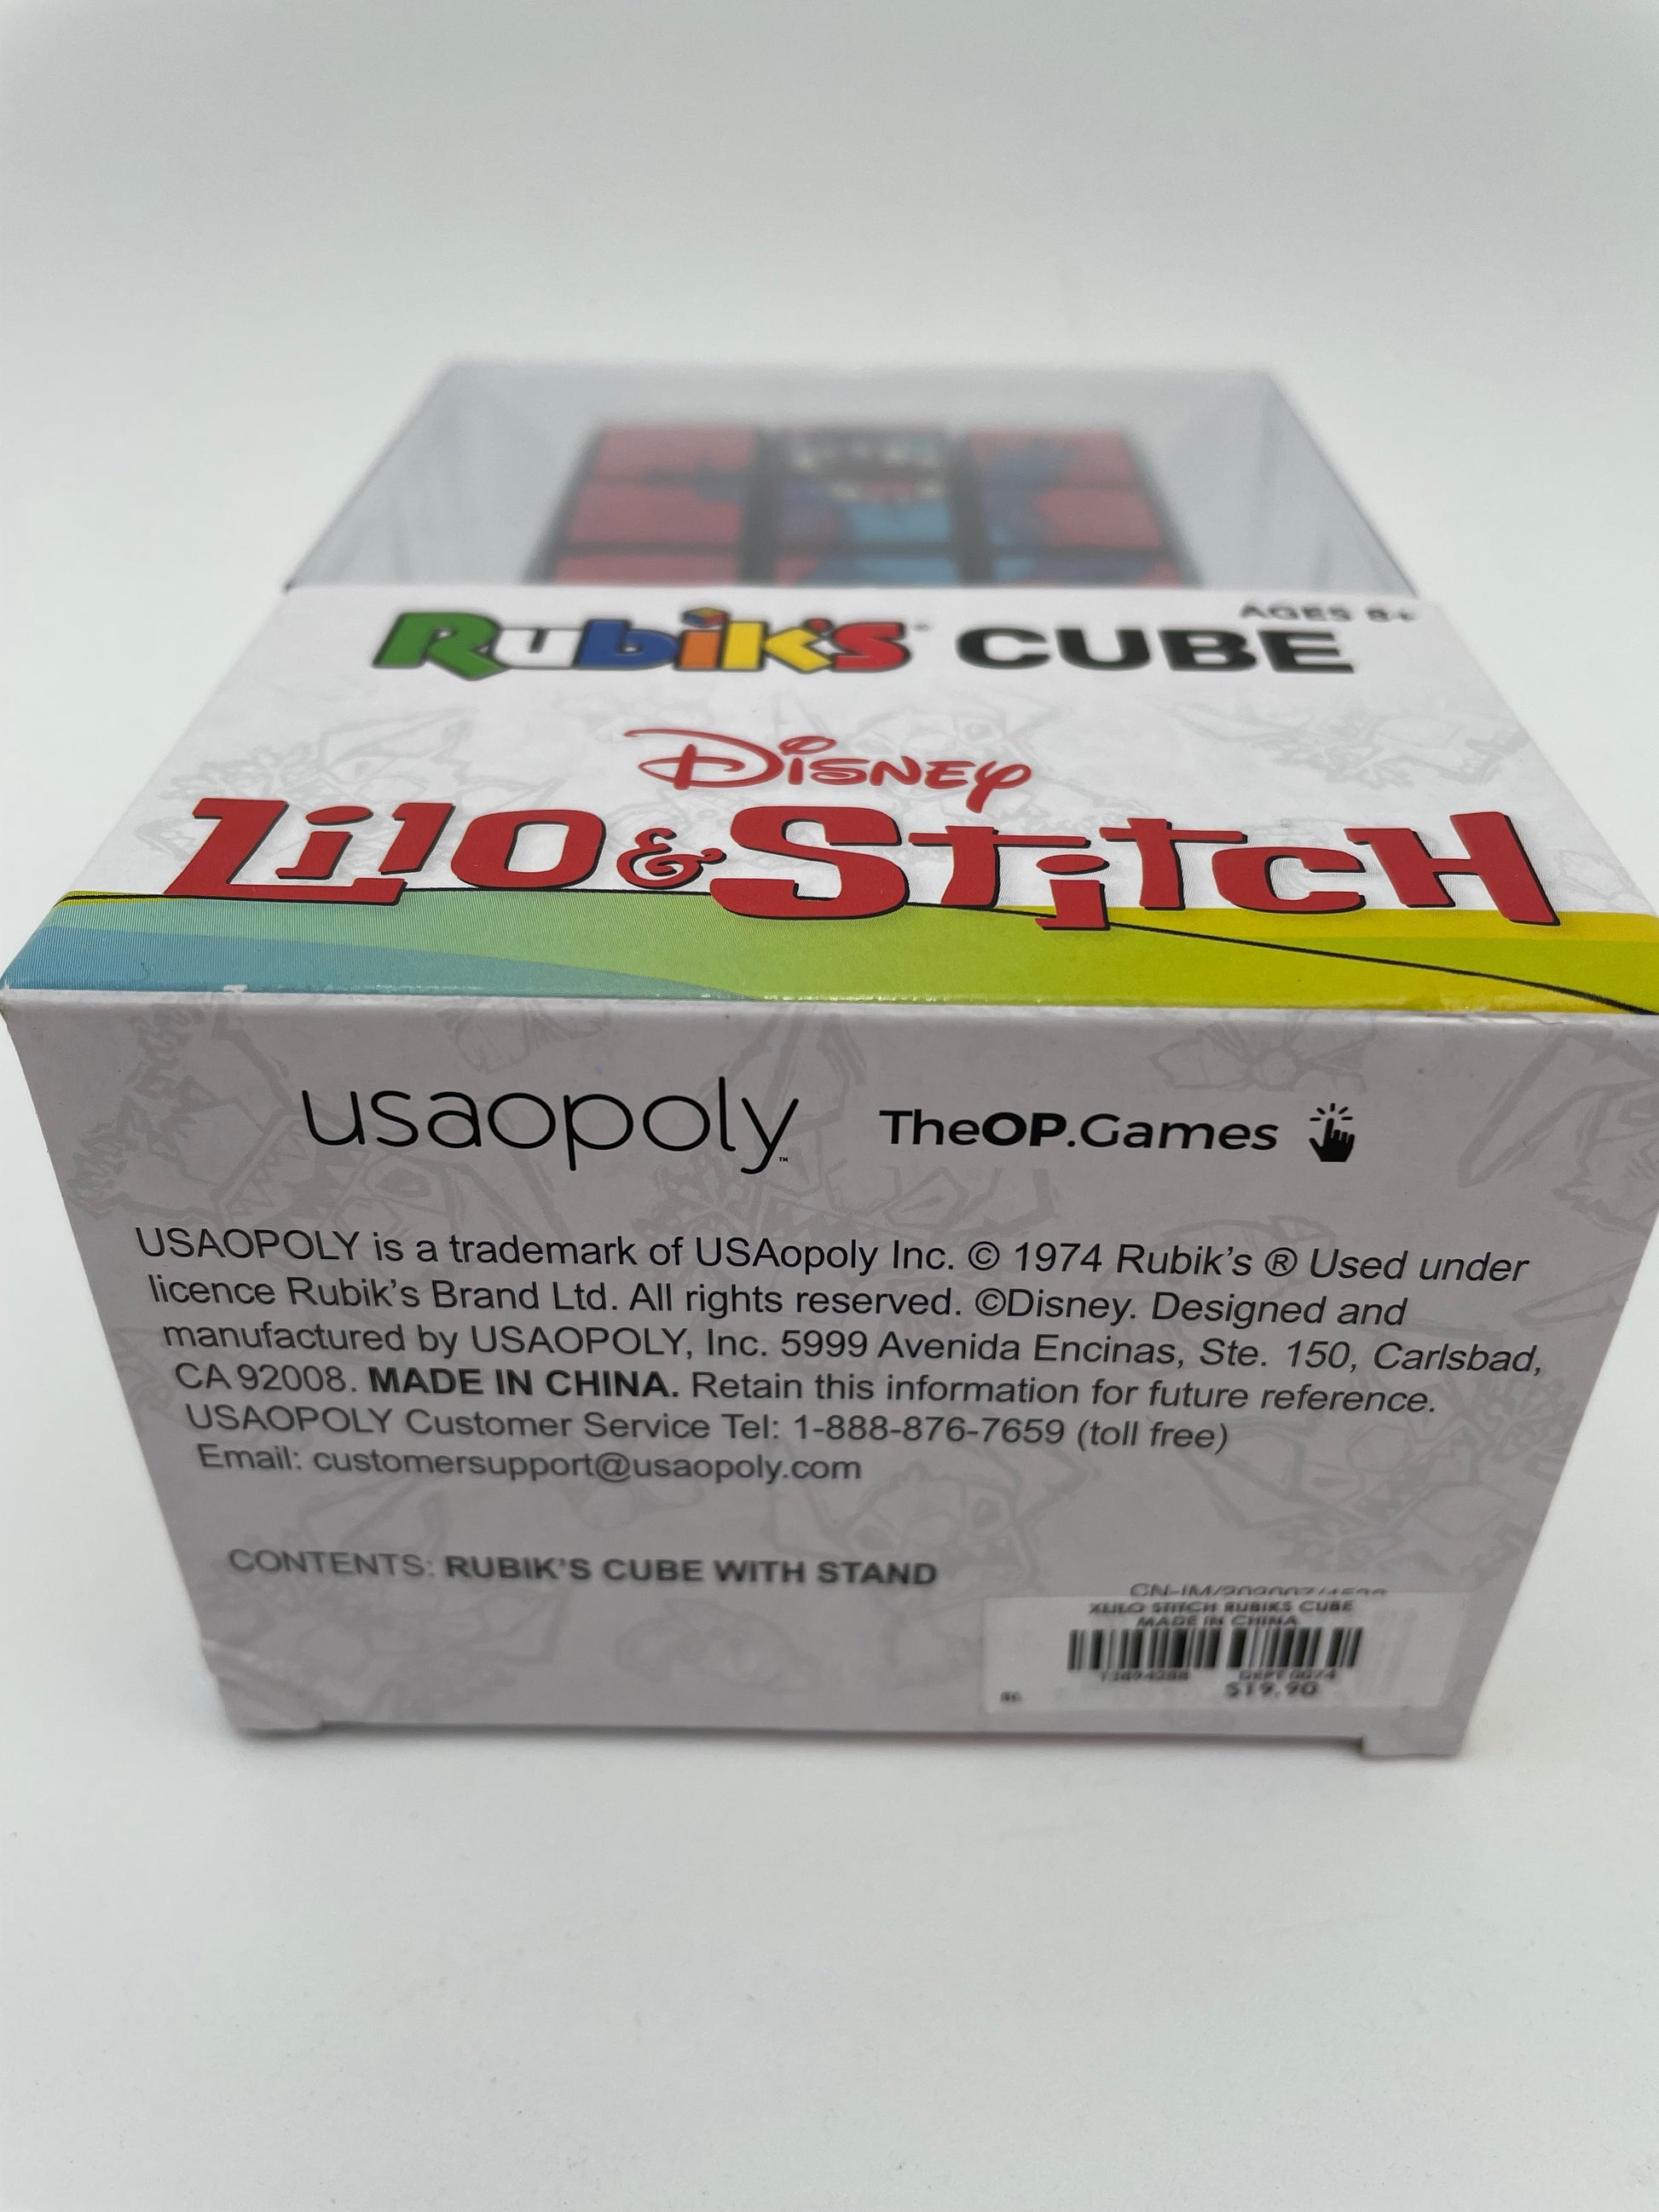 AGES 8+
Rubik's CUBE
Disney
Lilo & Stitch
usaopoly™ TheOP.Games
USAOPOLY is a trademark of USAopoly Inc. © 1974 Rubik's ® Used under
licence Rubik's Brand Ltd. All rights reserved. ©Disney. Designed and
manufactured by USAOPOLY, Inc. 5999 Avenida Encinas, Ste. 150, Carlsbad,
CA 92008. MADE IN CHINA. Retain this information for future reference.
USAOPOLY Customer Service Tel: 1-888-876-7659 (toll free)
Email: customersupport@usaopoly.com
CONTENTS: RUBIK'S CUBE WITH STAND
STITCH RUBIKS CUBE
MADE IN CHINA
DEPT
$19.90